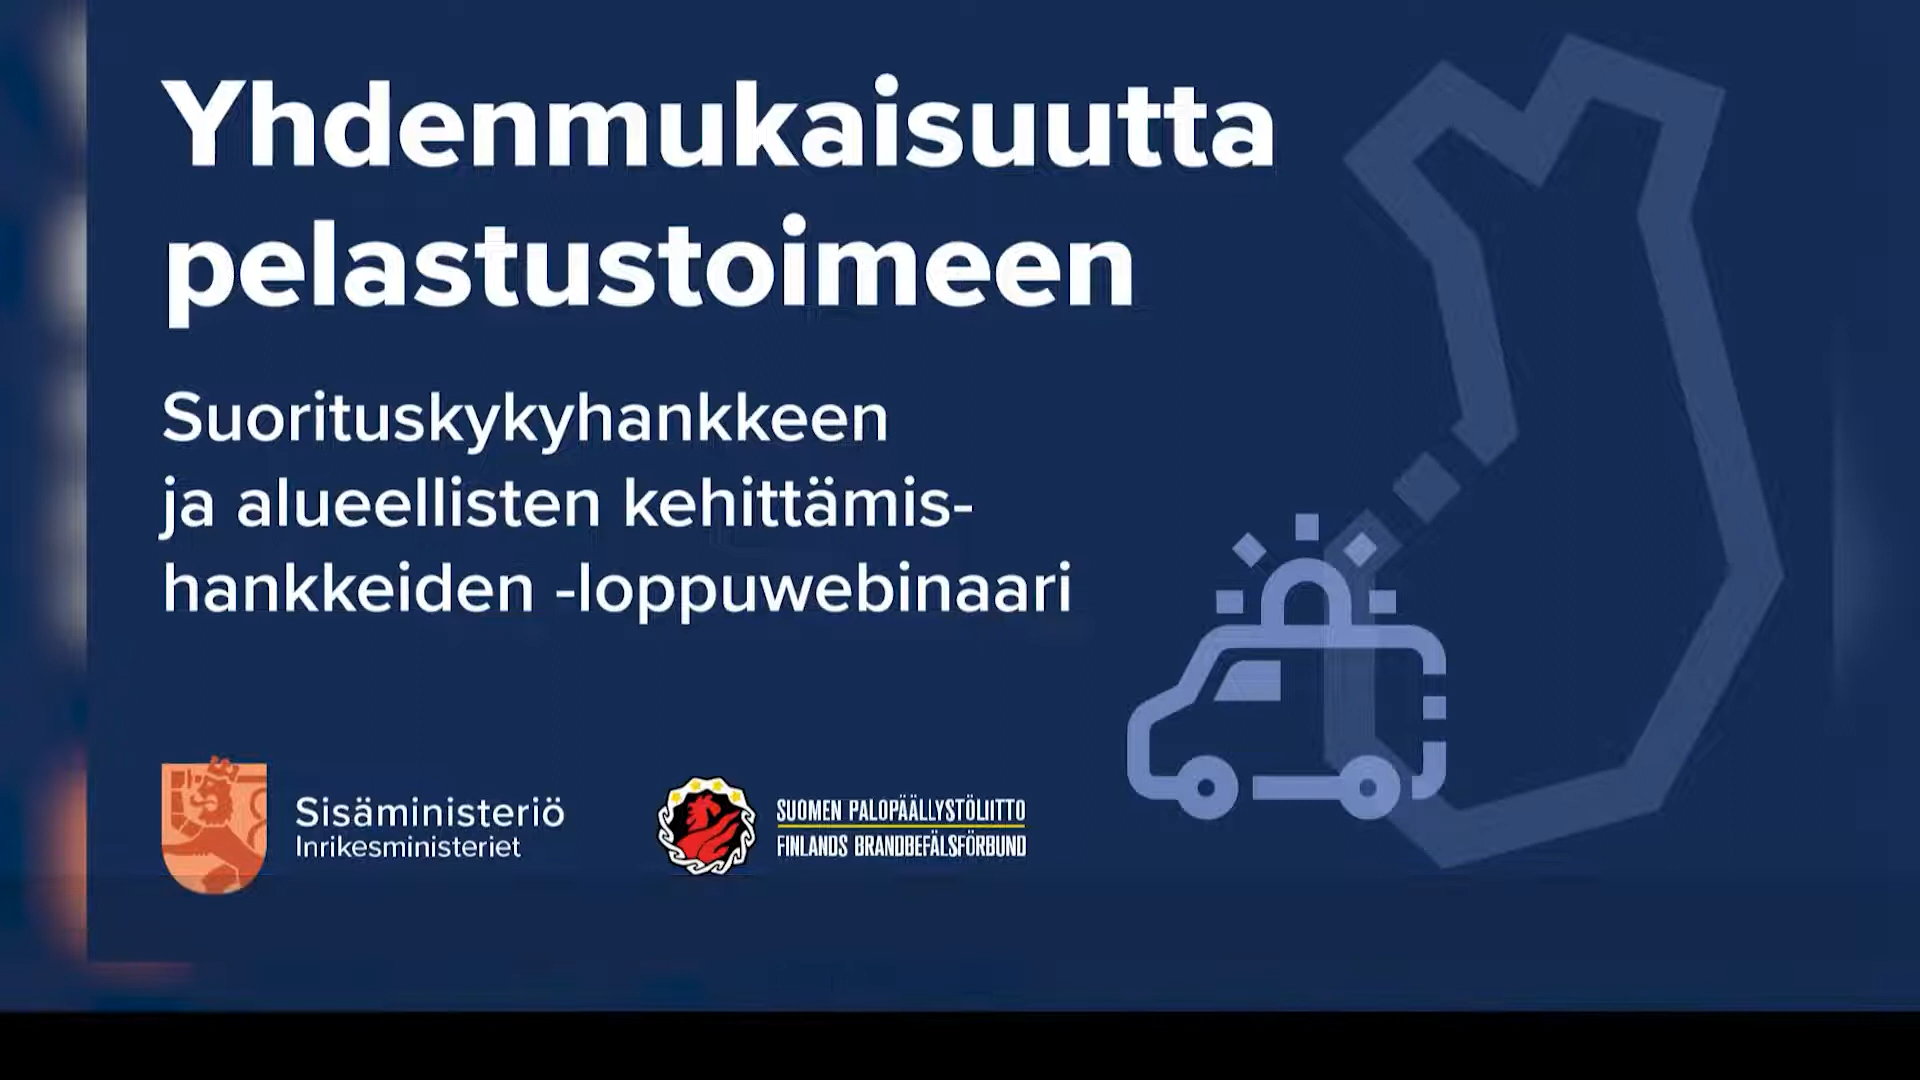 Yhdenmukaisuutta
pelastustoimeen
Suorituskykyhankkeen
ja alueellisten kehittämis-
hankkeiden -loppuwebinaari
Sisäministeriö
Inrikesministeriet
SUOMEN PALOPÄÄLLYSTÖLIITTO
FINLANDS BRANDBEFÄLSFÖRBUND